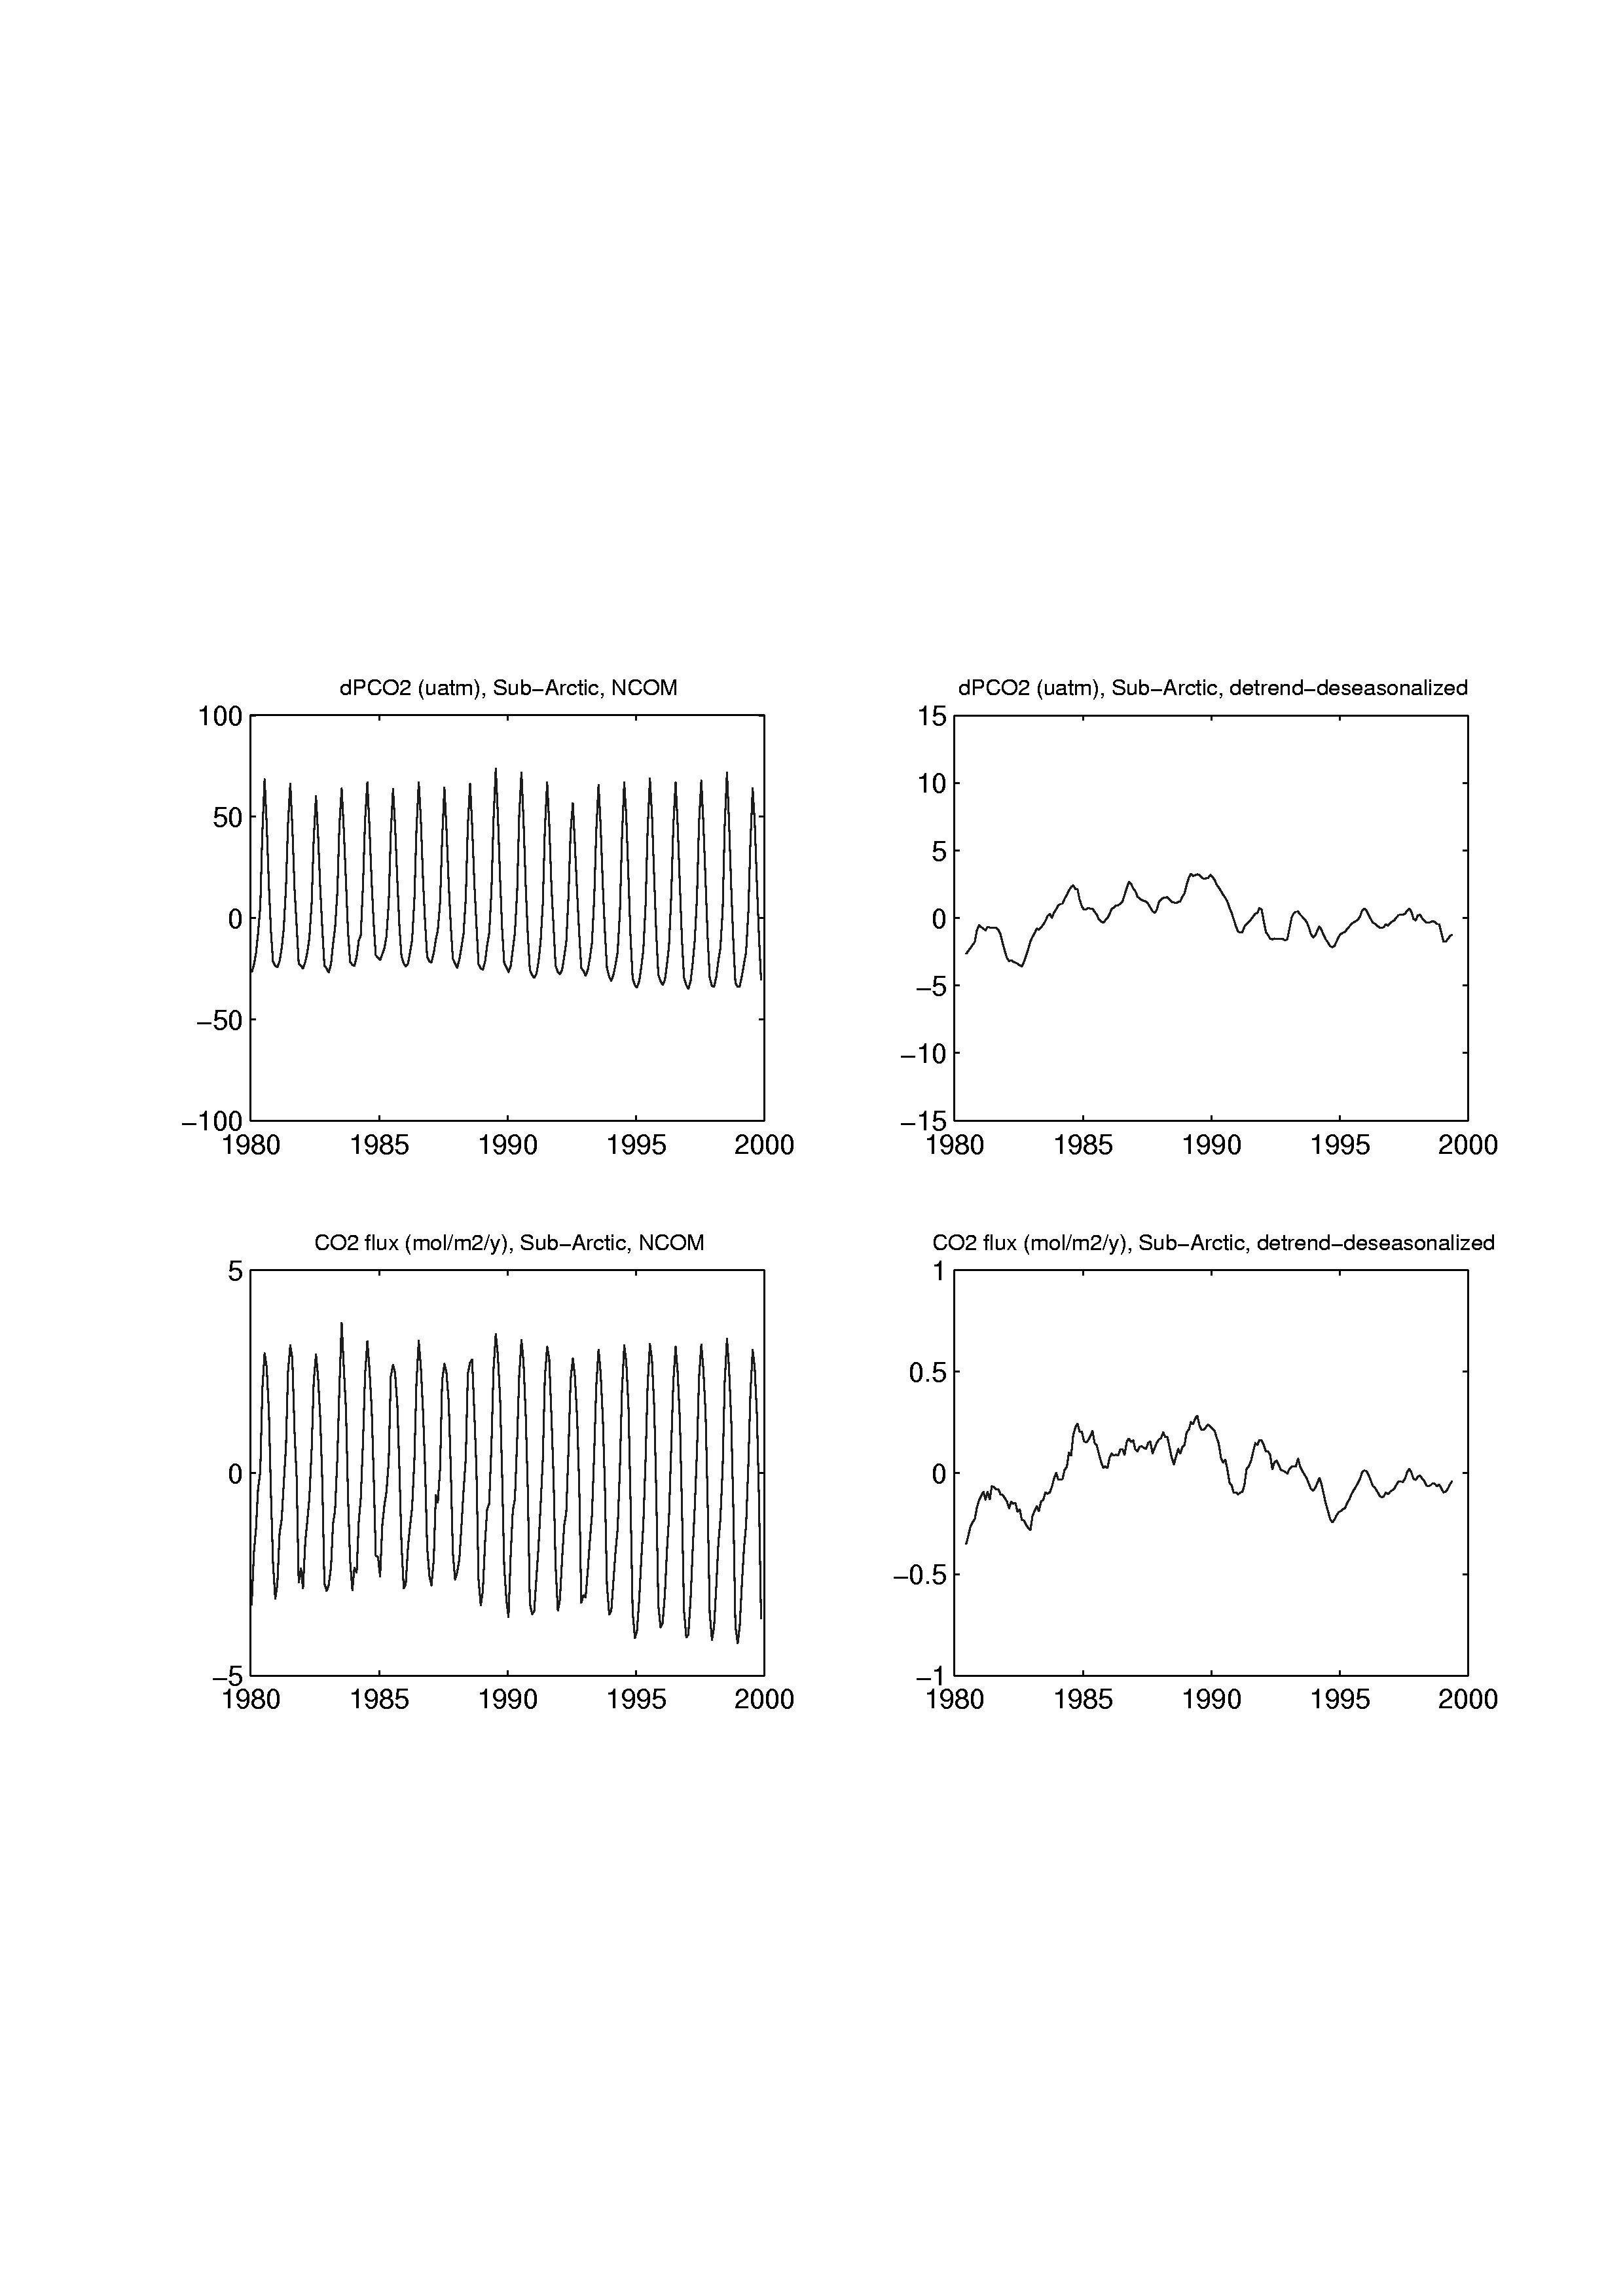 dPCO2 (uatm), Sub−Arctic, NCOM
100
50
0
−50
−100
1980 1985 1990 1995 2000
dPCO2 (uatm), Sub−Arctic, detrend−deseasonalized
15
10
5
0
−5
−10
−15
1980 1985 1990 1995 2000
CO2 flux (mol/m2/y), Sub−Arctic, NCOM
5
0
−5
1980 1985 1990 1995 2000
CO2 flux (mol/m2/y), Sub−Arctic, detrend−deseasonalized
1
0.5
0
−0.5
−1
1980 1985 1990 1995 2000